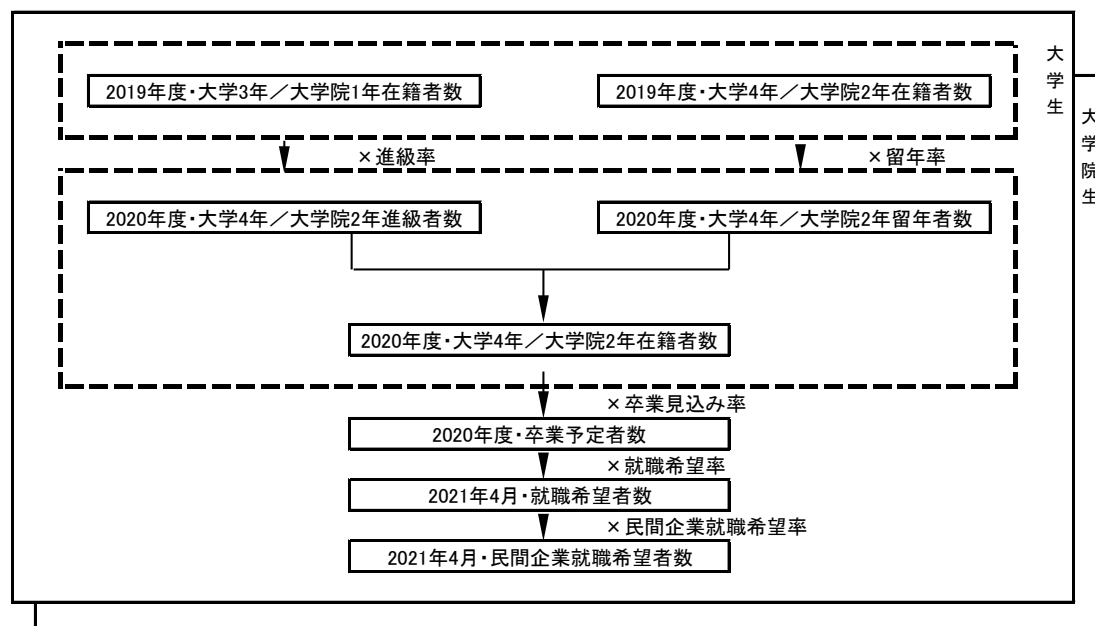 大学生
大学院生
2019年度・大学3年／大学院1年在籍者数
2019年度・大学4年／大学院2年在籍者数
×進級率
×留年率
2020年度・大学4年／大学院2年進級者数
2020年度・大学4年／大学院2年留年者数
2020年度・大学4年／大学院2年在籍者数
×卒業見込み率
2020年度・卒業予定者数
×就職希望率
2021年4月・就職希望者数
×民間企業就職希望率
2021年4月・民間企業就職希望者数